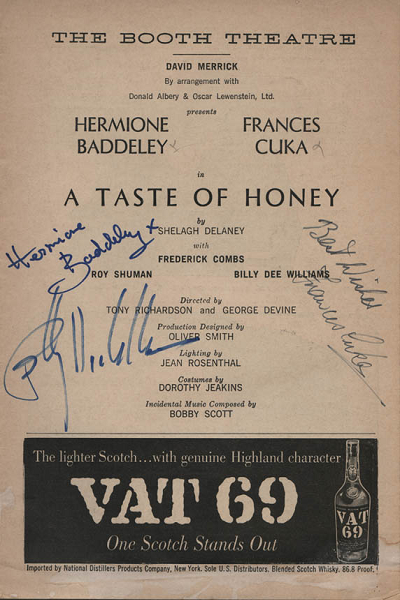 THE BOOTH THEATRE
DAVID MERRICK
By arrangement with
Donald Albery & Oscar Lewenstein, Ltd.
presents
HERMIONE FRANCES
BADDELEY CUKA
in
A TASTE OF HONEY
by
SHELAGH DELANEY
with
FREDERICK COMBS
ROY SHUMAN BILLY DEE WILLIAMS
Hermione
Baddeley x
Best Wishes
Frances Cuka
Directed by
TONY RICHARDSON and GEORGE DEVINE
Production Designed by
OLIVER SMITH
Lighting by
JEAN ROSENTHAL
Costumes by
DOROTHY JEAKINS
Incidental Music Composed by
BOBBY SCOTT
The lighter Scotch...with genuine Highland character
VAT 69
One Scotch Stands Out
VAT
69
Imported by National Distillers Products Company, New York. Sole U.S. Distributors. Blended Scotch Whisky. 86.8 Proof.